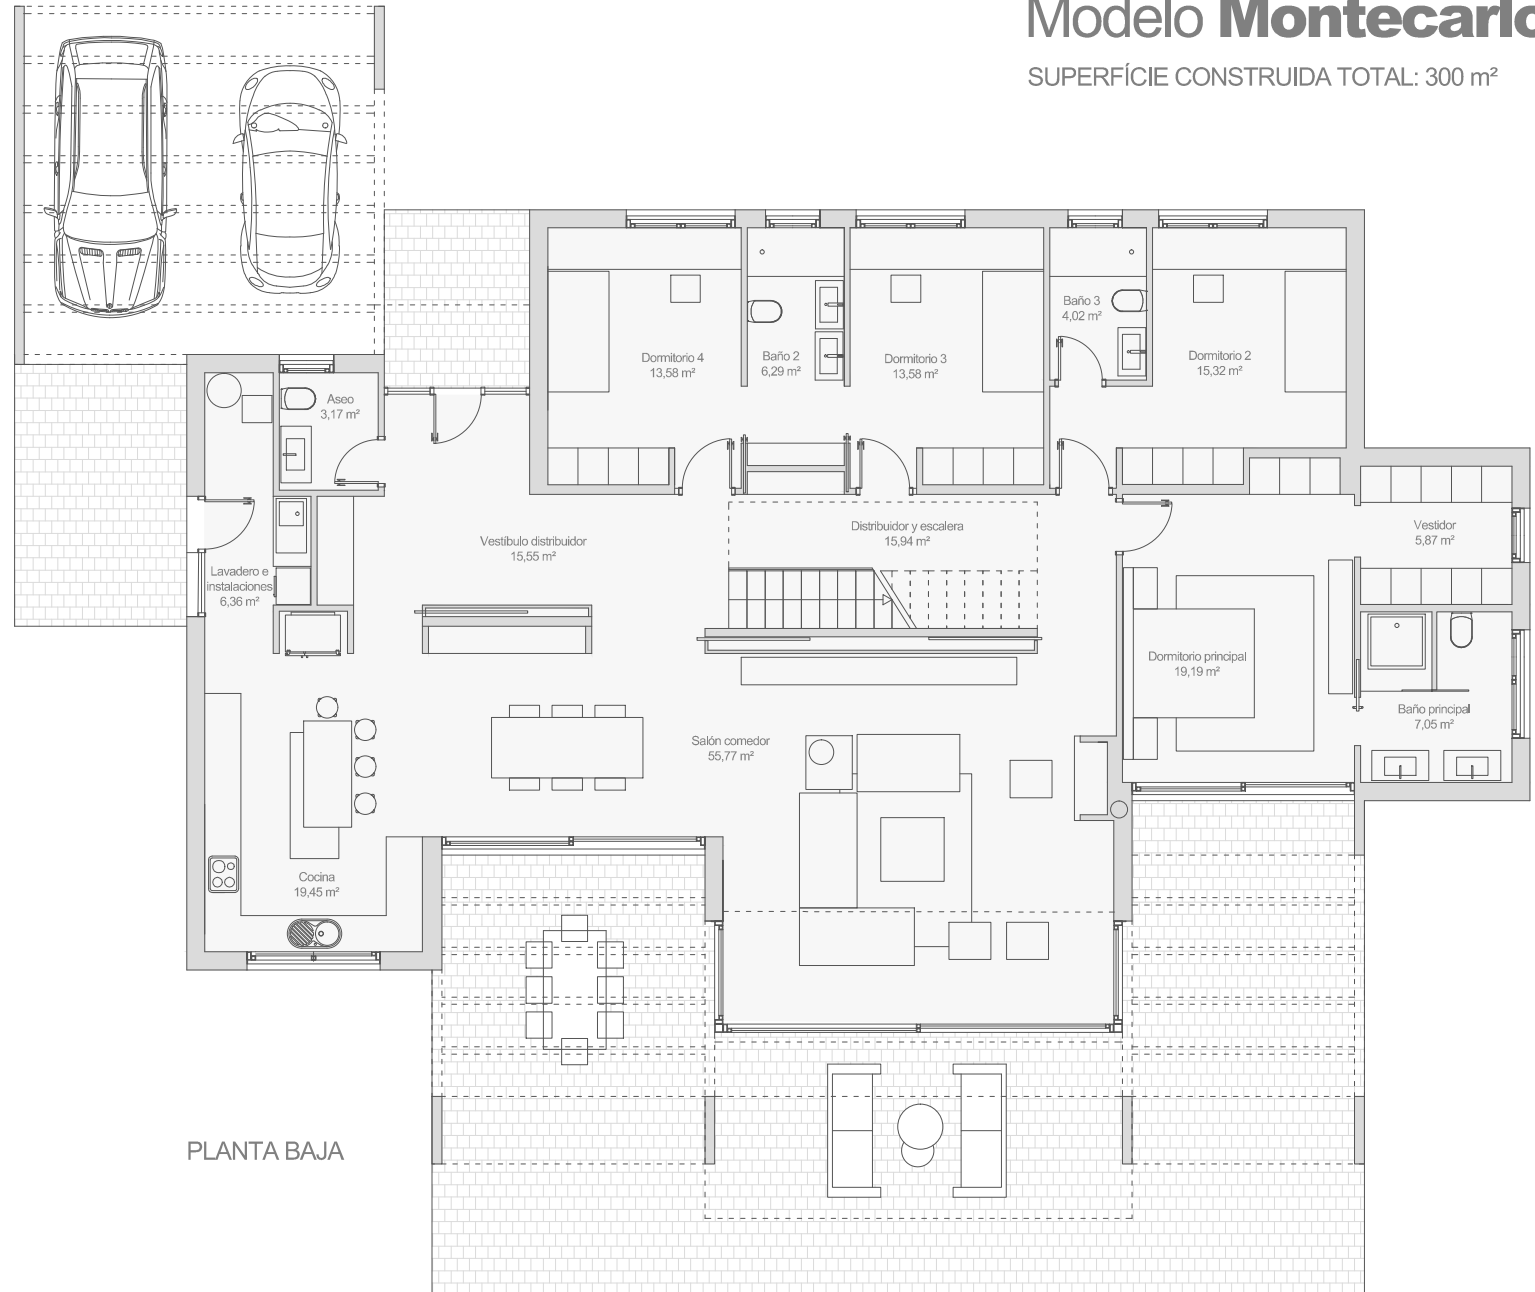 Modelo Montecarlo
SUPERFÍCIE CONSTRUIDA TOTAL: 300 m²
Dormitorio 4
13,58 m²
Baño 2
6,29 m²
Dormitorio 3
13,58 m²
Baño 3
4,02 m²
Dormitorio 2
15,32 m²
Aseo
3,17 m²
Vestíbulo distribuidor
15,55 m²
Distribuidor y escalera
15,94 m²
Vestidor
5,87 m²
Lavadero e
instalaciones
6,36 m²
Dormitorio principal
19,19 m²
Baño principal
7,05 m²
Salón comedor
55,77 m²
Cocina
19,45 m²
PLANTA BAJA